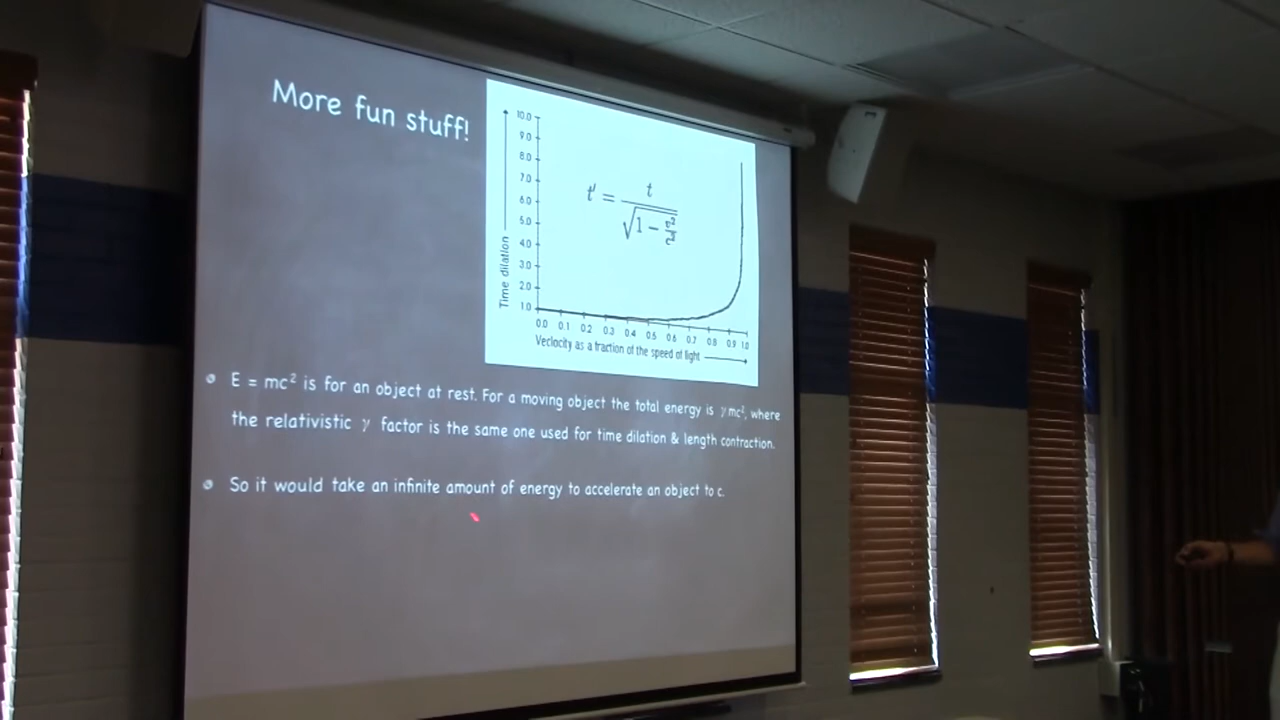 More fun stuff!
10.0
9.0
8.0
7.0
6.0
5.0
4.0
3.0
2.0
1.0
Time dilation
t' = t / √1 − v²/c²
0.0 0.1 0.2 0.3 0.4 0.5 0.6 0.7 0.8 0.9 1.0
Veclocity as a fraction of the speed of light
E = mc² is for an object at rest. For a moving object the total energy is γmc², where
the relativistic γ factor is the same one used for time dilation & length contraction.
So it would take an infinite amount of energy to accelerate an object to c.